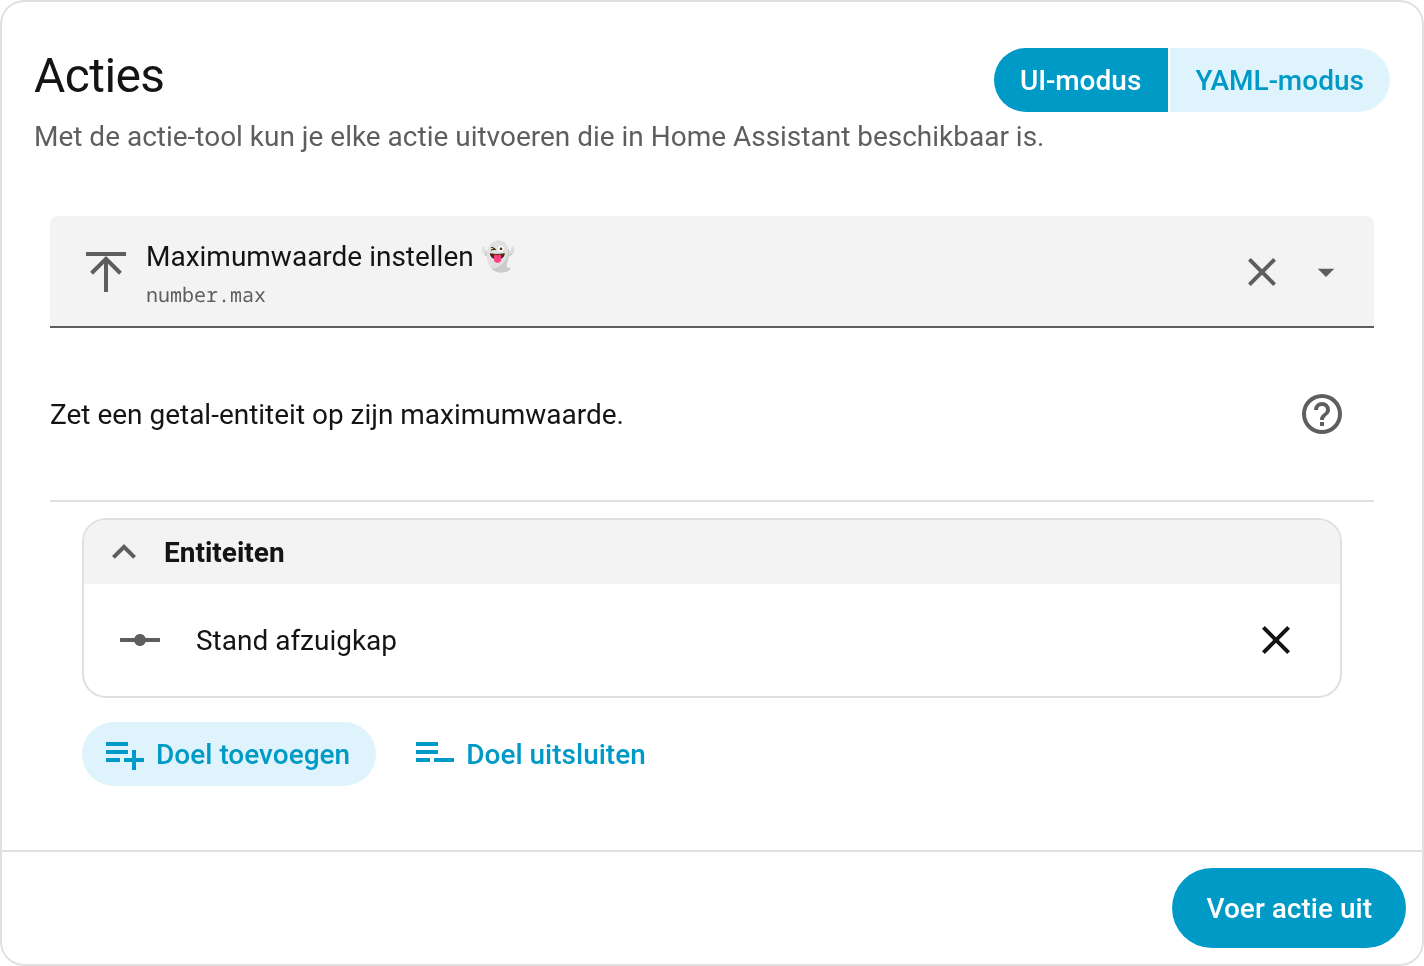 Acties
UI-modus
YAML-modus
Met de actie-tool kun je elke actie uitvoeren die in Home Assistant beschikbaar is.
Maximumwaarde instellen 👻
number.max
Zet een getal-entiteit op zijn maximumwaarde.
Entiteiten
Stand afzuigkap
Doel toevoegen
Doel uitsluiten
Voer actie uit